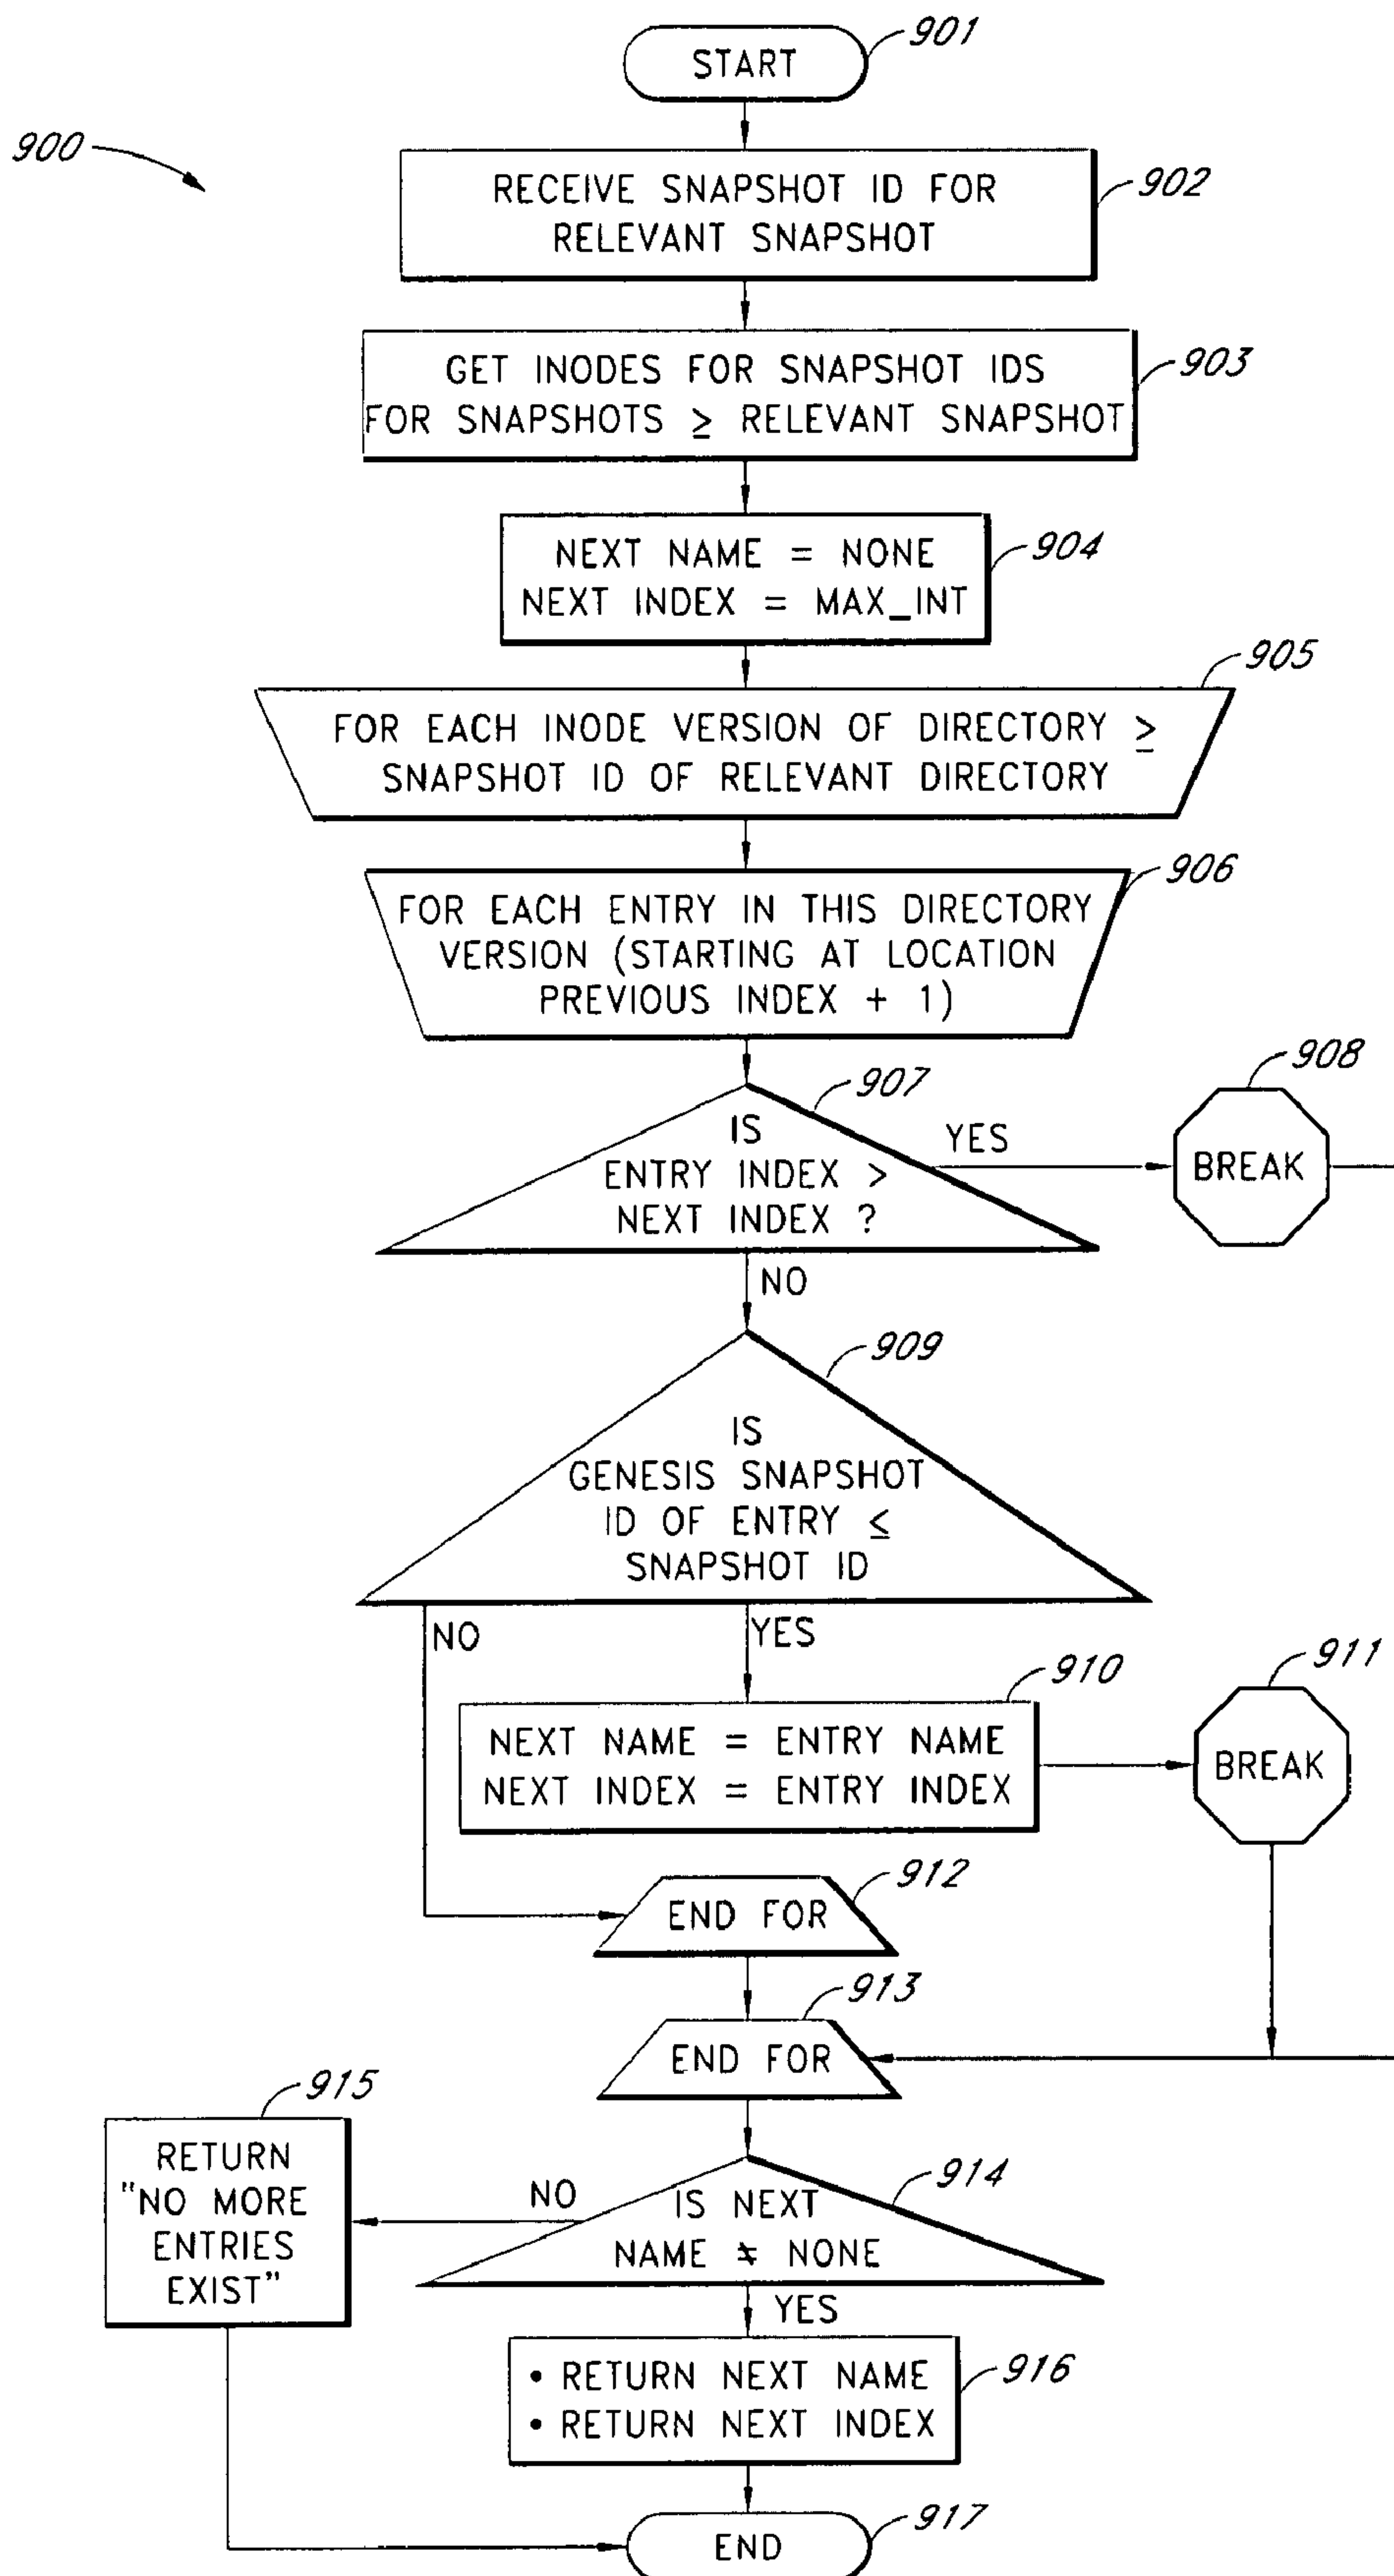 START
901
900
RECEIVE SNAPSHOT ID FOR
RELEVANT SNAPSHOT
902
GET INODES FOR SNAPSHOT IDS
FOR SNAPSHOTS ≥ RELEVANT SNAPSHOT
903
NEXT NAME = NONE
NEXT INDEX = MAX_INT
904
905
FOR EACH INODE VERSION OF DIRECTORY ≥
SNAPSHOT ID OF RELEVANT DIRECTORY
906
FOR EACH ENTRY IN THIS DIRECTORY
VERSION (STARTING AT LOCATION
PREVIOUS INDEX + 1)
907
908
IS
ENTRY INDEX >
NEXT INDEX ?
YES
BREAK
NO
909
IS
GENESIS SNAPSHOT
ID OF ENTRY ≤
SNAPSHOT ID
NO
YES
910
911
NEXT NAME = ENTRY NAME
NEXT INDEX = ENTRY INDEX
BREAK
912
END FOR
913
END FOR
915
RETURN
"NO MORE
ENTRIES
EXIST"
NO
914
IS NEXT
NAME ≠ NONE
YES
• RETURN NEXT NAME
• RETURN NEXT INDEX
916
END
917